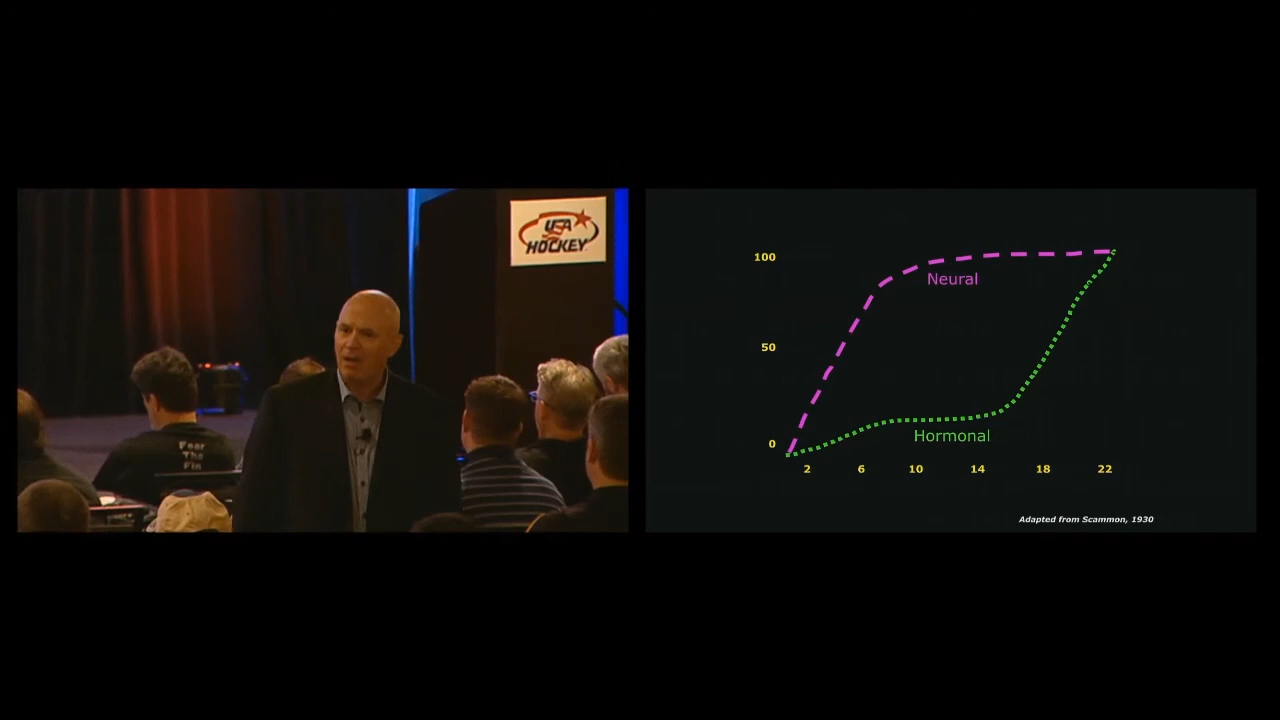 USA
HOCKEY
Fear
The
Fin
100
Neural
50
Hormonal
0
2 6 10 14 18 22
Adapted from Scammon, 1930